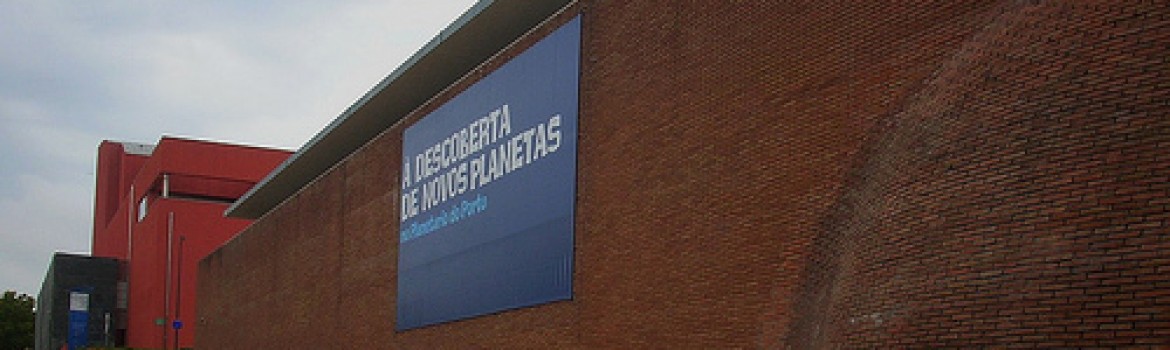 À DESCOBERTA
DE NOVOS PLANETAS
no Planetário do Porto